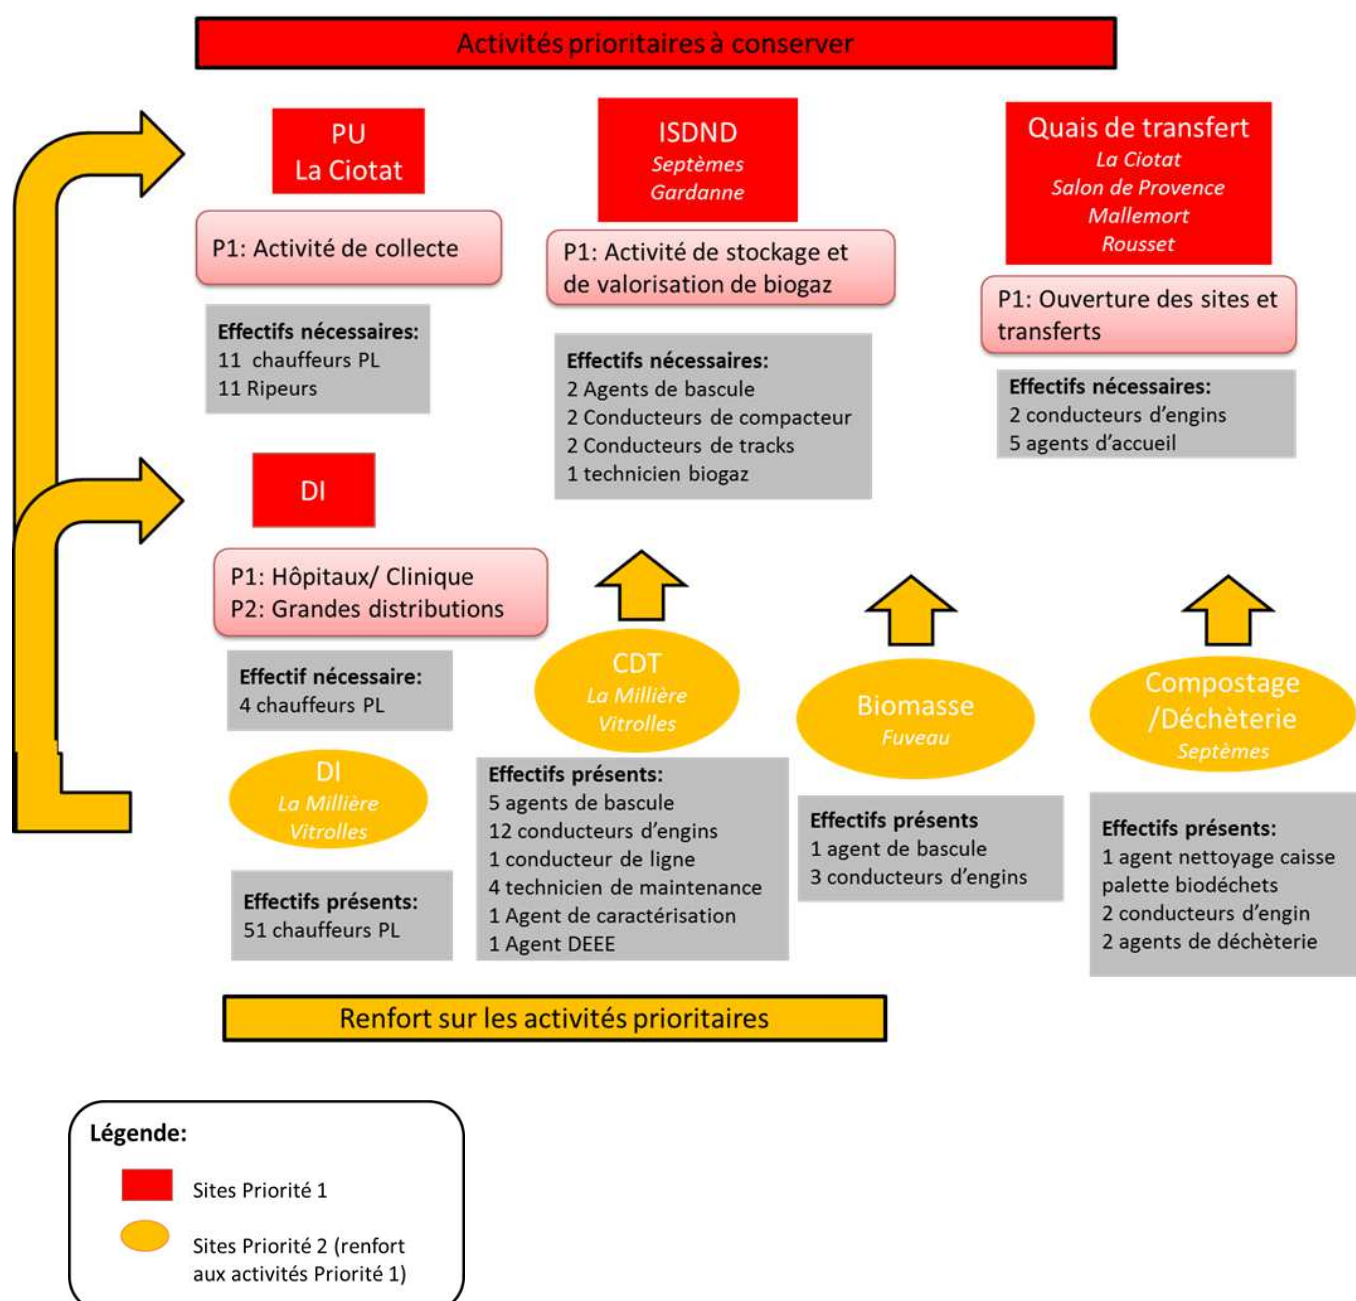 Activités prioritaires à conserver
PU
La Ciotat
P1: Activité de collecte
Effectifs nécessaires:
11 chauffeurs PL
11 Ripeurs
ISDND
Septèmes
Gardanne
P1: Activité de stockage et
de valorisation de biogaz
Effectifs nécessaires:
2 Agents de bascule
2 Conducteurs de compacteur
2 Conducteurs de tracks
1 technicien biogaz
Quais de transfert
La Ciotat
Salon de Provence
Mallemort
Rousset
P1: Ouverture des sites et
transferts
Effectifs nécessaires:
2 conducteurs d’engins
5 agents d’accueil
DI
P1: Hôpitaux/ Clinique
P2: Grandes distributions
Effectif nécessaire:
4 chauffeurs PL
DI
La Millière
Vitrolles
Effectifs présents:
51 chauffeurs PL
CDT
La Millière
Vitrolles
Effectifs présents:
5 agents de bascule
12 conducteurs d’engins
1 conducteur de ligne
4 technicien de maintenance
1 Agent de caractérisation
1 Agent DEEE
Biomasse
Fuveau
Effectifs présents
1 agent de bascule
3 conducteurs d’engins
Compostage
/Déchèterie
Septèmes
Effectifs présents:
1 agent nettoyage caisse
palette biodéchets
2 conducteurs d’engin
2 agents de déchèterie
Renfort sur les activités prioritaires
Légende:
Sites Priorité 1
Sites Priorité 2 (renfort
aux activités Priorité 1)